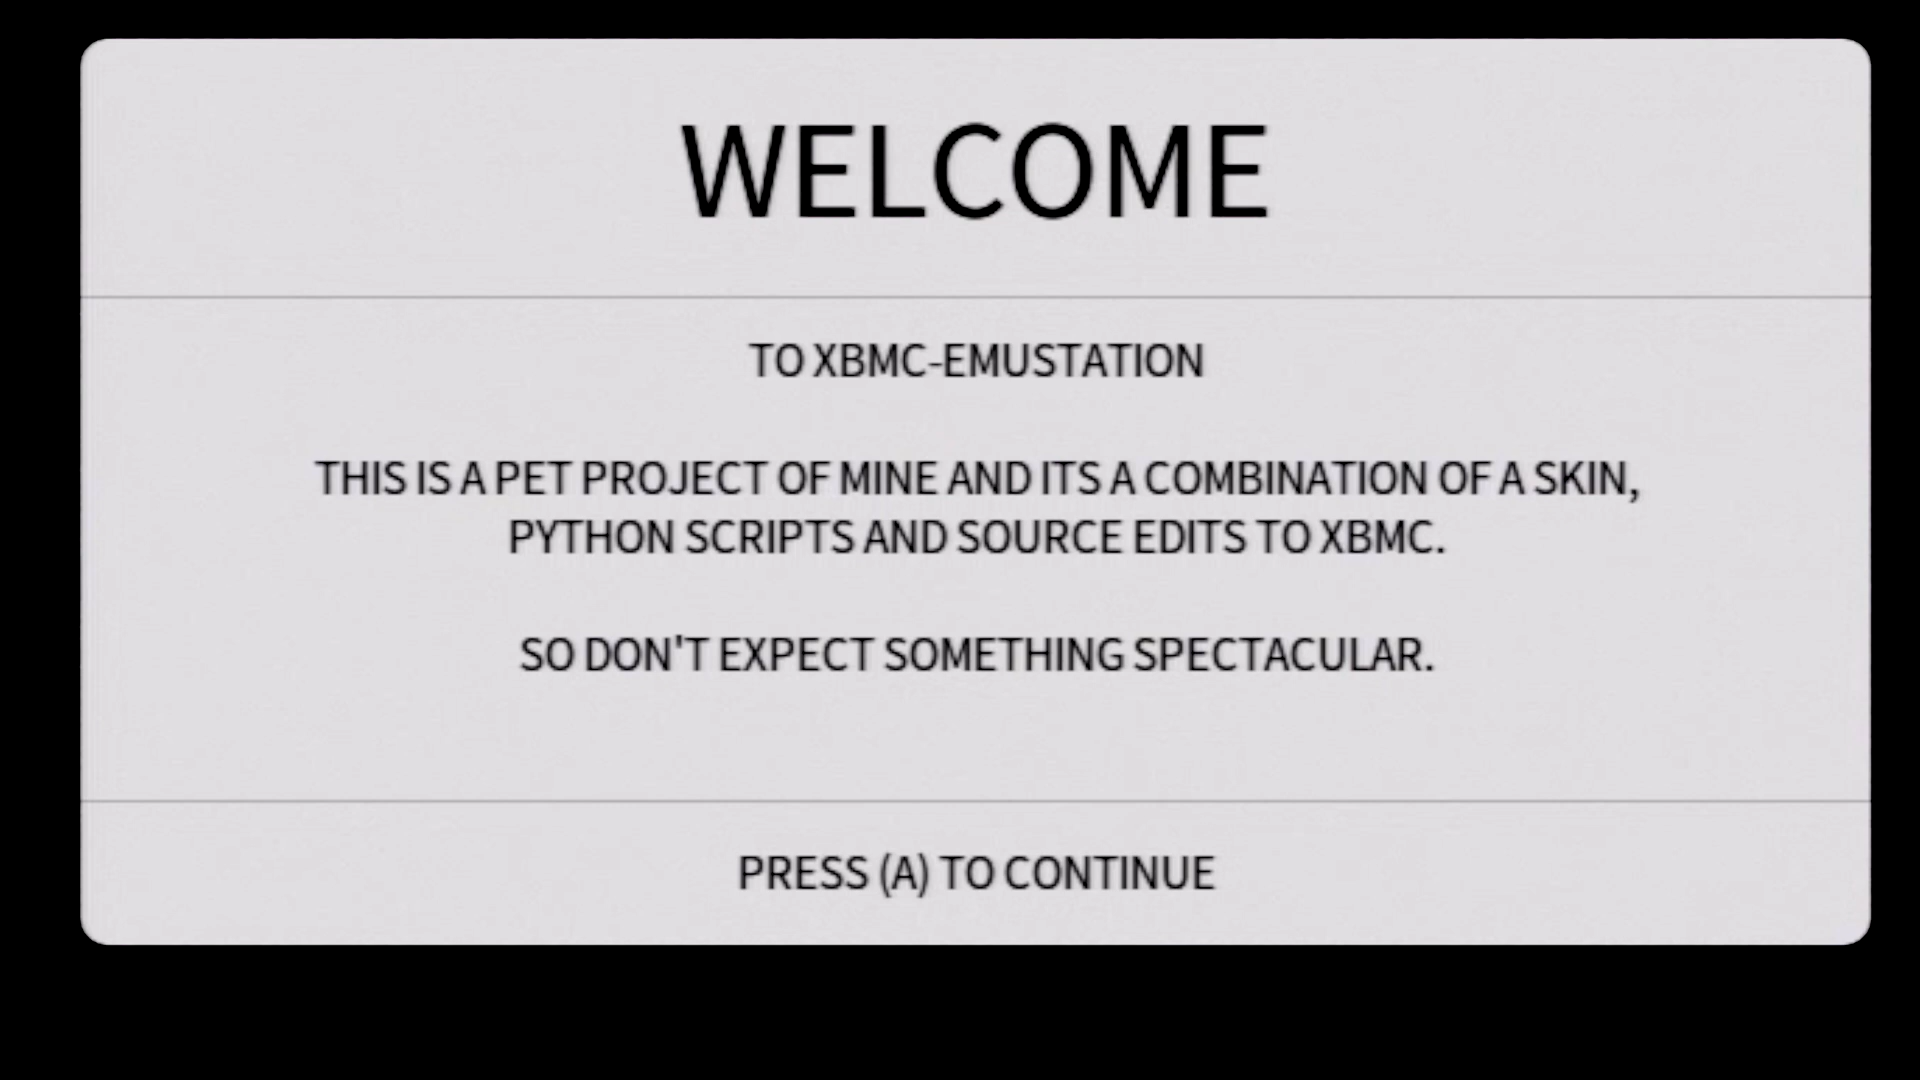 WELCOME
TO XBMC-EMUSTATION
THIS IS A PET PROJECT OF MINE AND ITS A COMBINATION OF A SKIN,
PYTHON SCRIPTS AND SOURCE EDITS TO XBMC.
SO DON'T EXPECT SOMETHING SPECTACULAR.
PRESS (A) TO CONTINUE